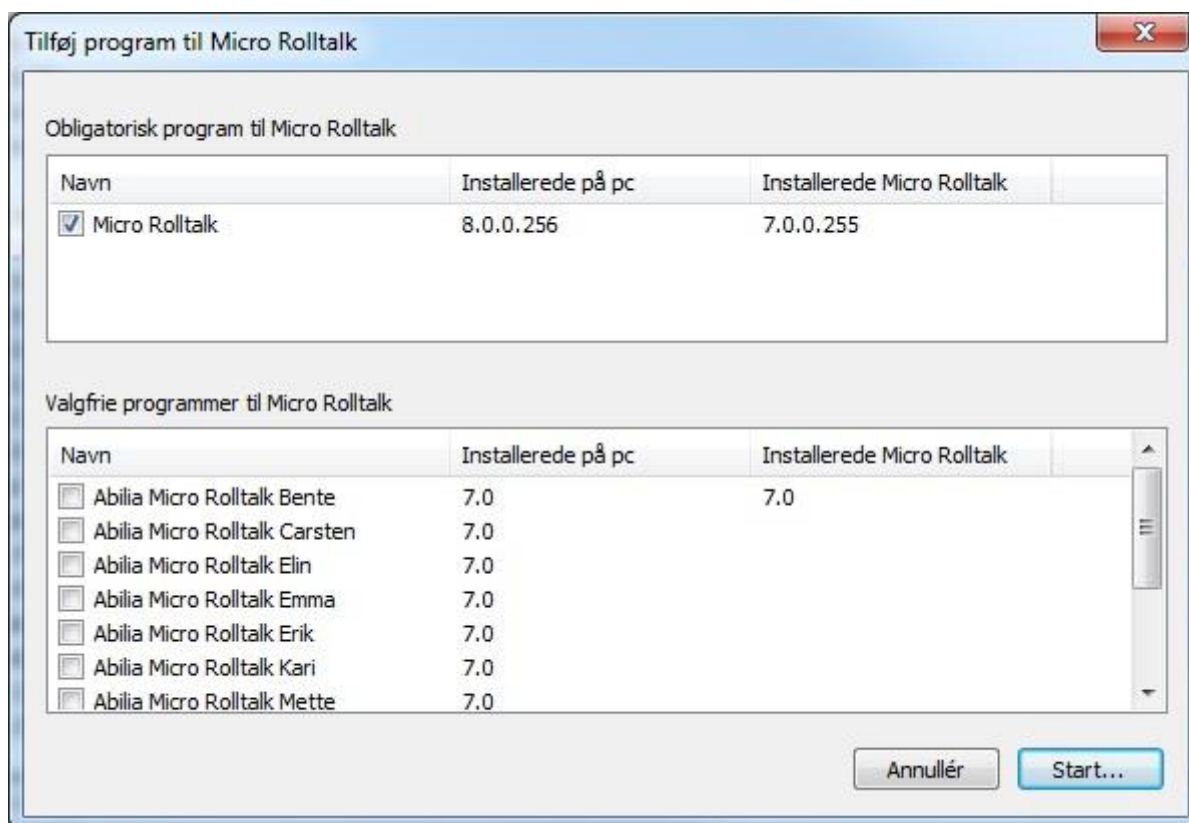 Tilføj program til Micro Rolltalk
Obligatorisk program til Micro Rolltalk
Navn Installerede på pc Installerede Micro Rolltalk
Micro Rolltalk 8.0.0.256 7.0.0.255
Valgfrie programmer til Micro Rolltalk
Navn Installerede på pc Installerede Micro Rolltalk
Abilia Micro Rolltalk Bente 7.0 7.0
Abilia Micro Rolltalk Carsten 7.0
Abilia Micro Rolltalk Elin 7.0
Abilia Micro Rolltalk Emma 7.0
Abilia Micro Rolltalk Erik 7.0
Abilia Micro Rolltalk Kari 7.0
Abilia Micro Rolltalk Mette 7.0
Annullér Start...